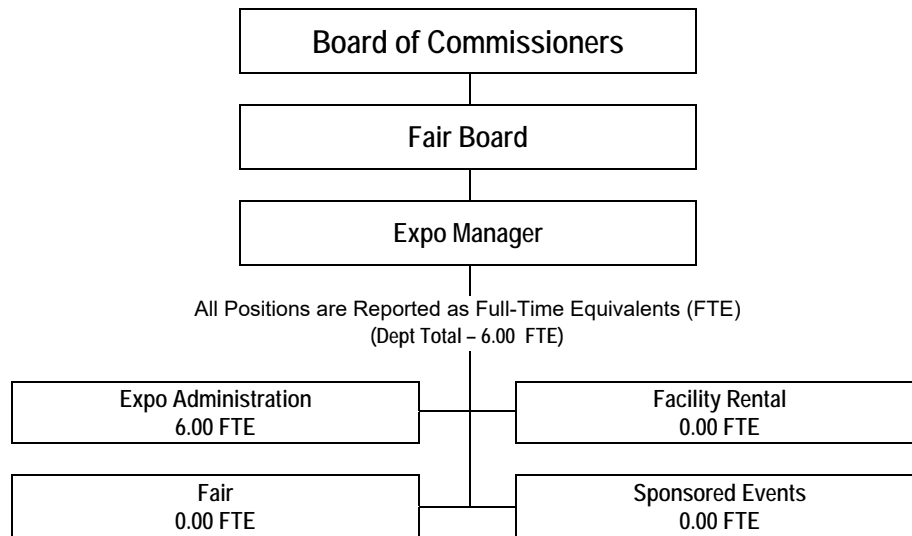 Board of Commissioners
Fair Board
Expo Manager
All Positions are Reported as Full-Time Equivalents (FTE)
(Dept Total – 6.00 FTE)
Expo Administration
6.00 FTE
Facility Rental
0.00 FTE
Fair
0.00 FTE
Sponsored Events
0.00 FTE